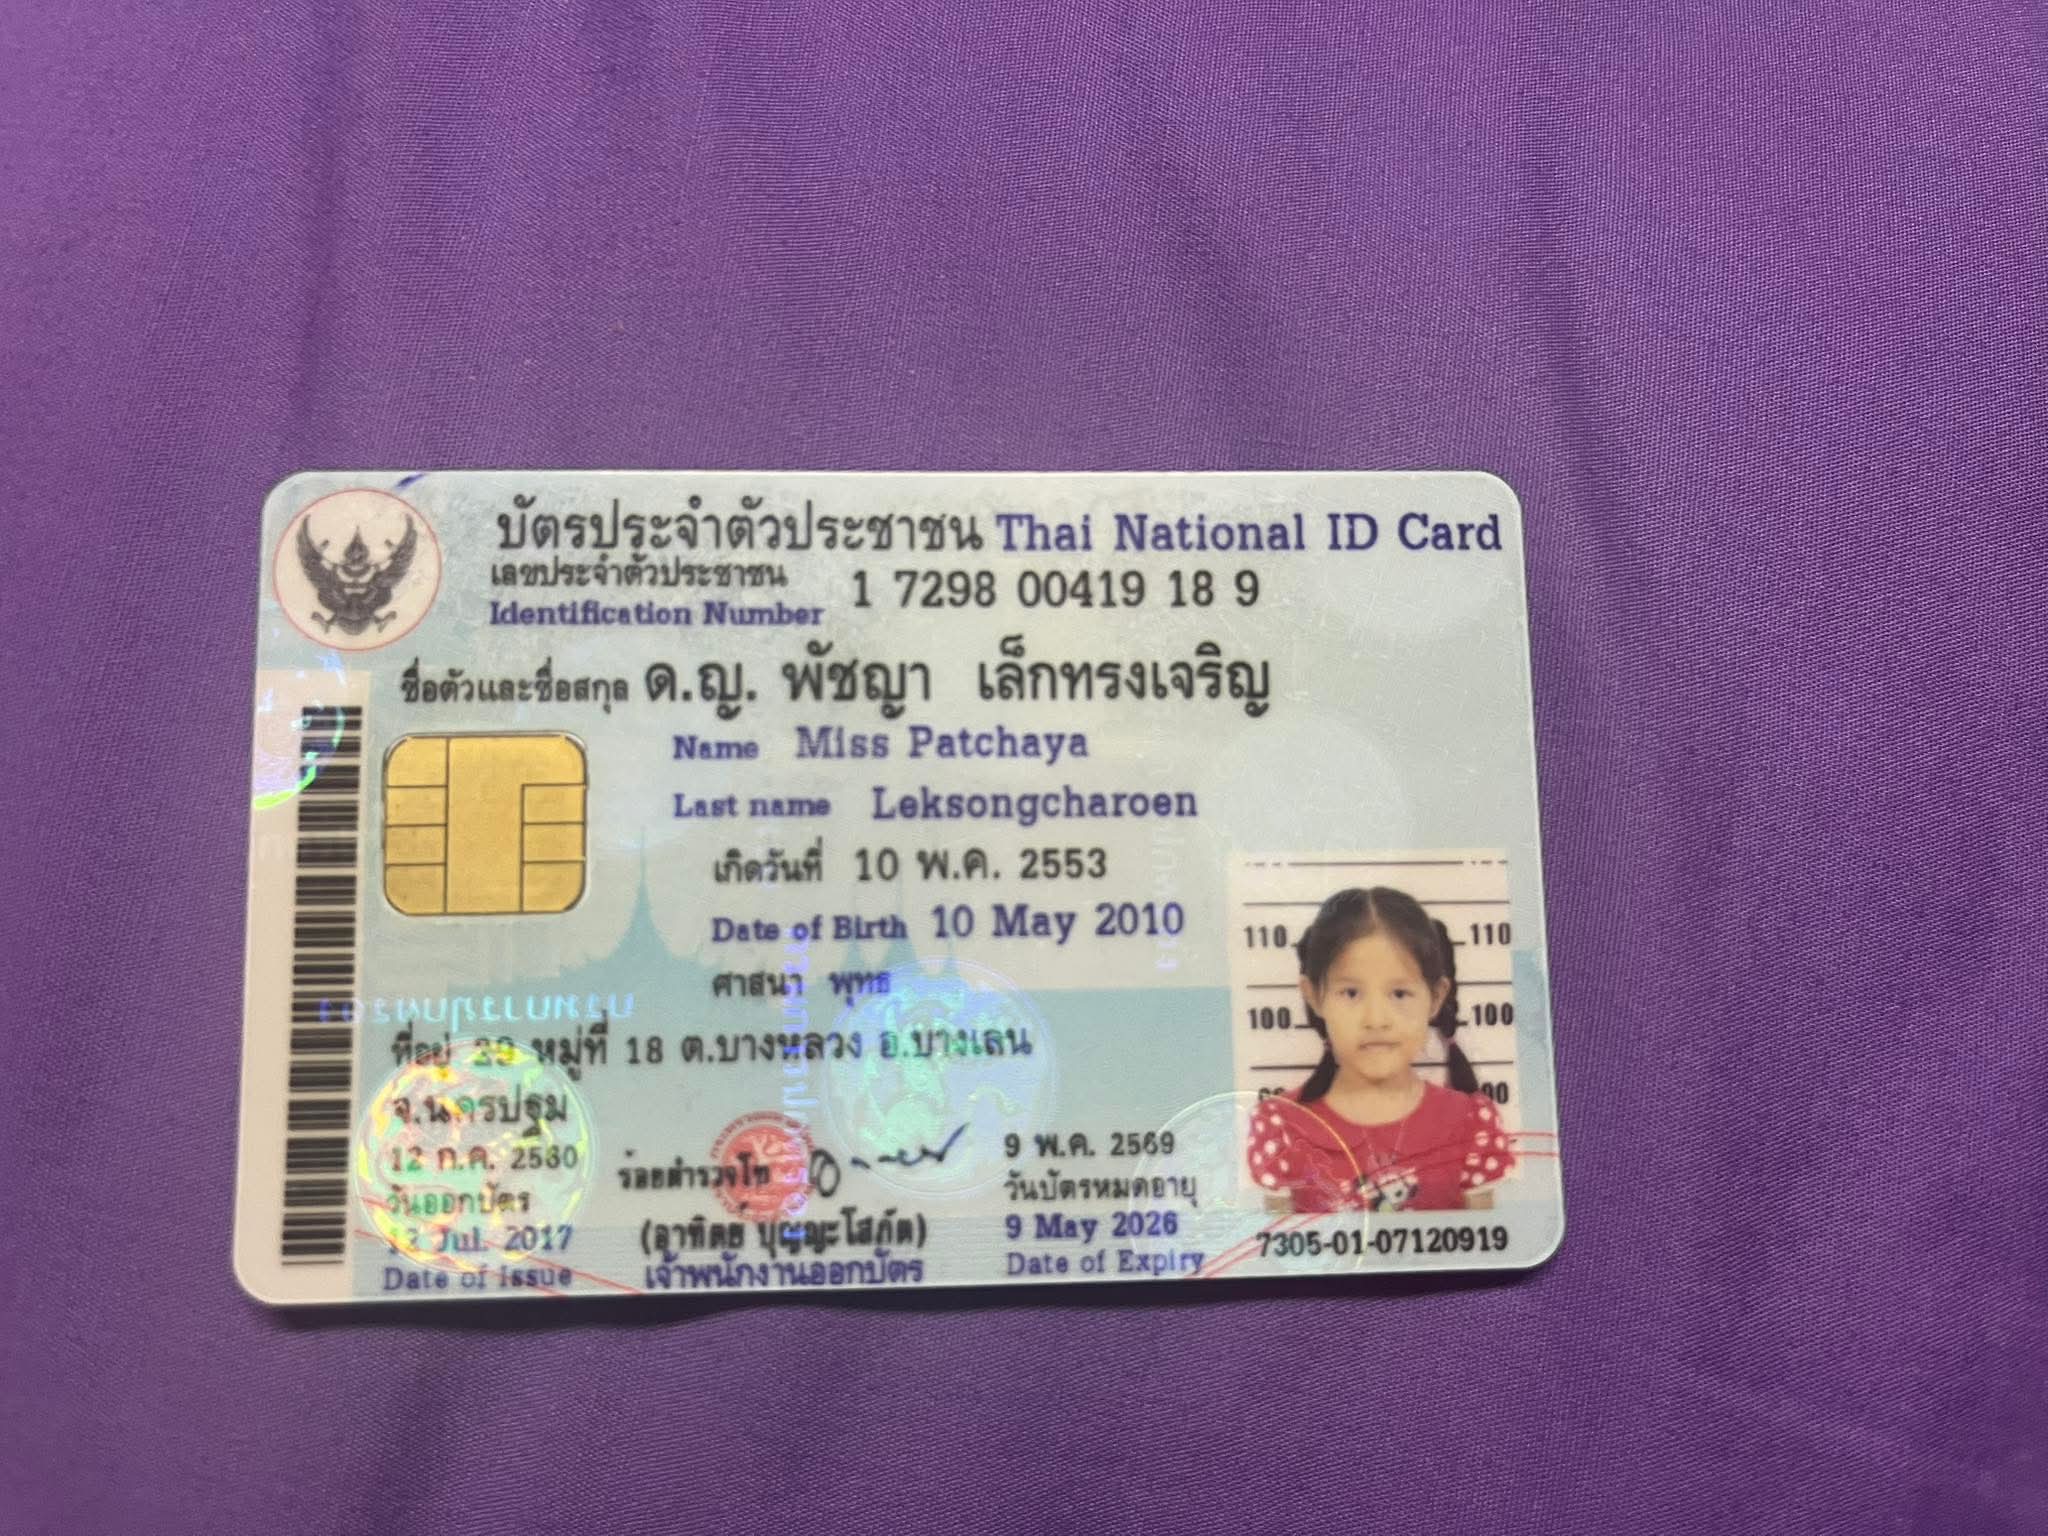 บัตรประจำตัวประชาชน Thai National ID Card
เลขประจำตัวประชาชน
Identification Number
1 7298 00419 18 9
ชื่อตัวและชื่อสกุล ด.ญ. พัชญา เล็กทรงเจริญ
Name Miss Patchaya
Last name Leksongcharoen
เกิดวันที่ 10 พ.ค. 2553
Date of Birth 10 May 2010
ศาสนา พุทธ
ที่อยู่ หมู่ที่ 18 ต.บางหลวง อ.บางเลน
จ.นครปฐม
12 ก.ค. 2560
วันออกบัตร
12 Jul. 2017
Date of Issue
ร้อยตำรวจโท
(อาทิตย์ บุญญะโสภัต)
เจ้าพนักงานออกบัตร
9 พ.ค. 2569
วันบัตรหมดอายุ
9 May 2026
Date of Expiry
110 110
100 100
90
7305-01-07120919